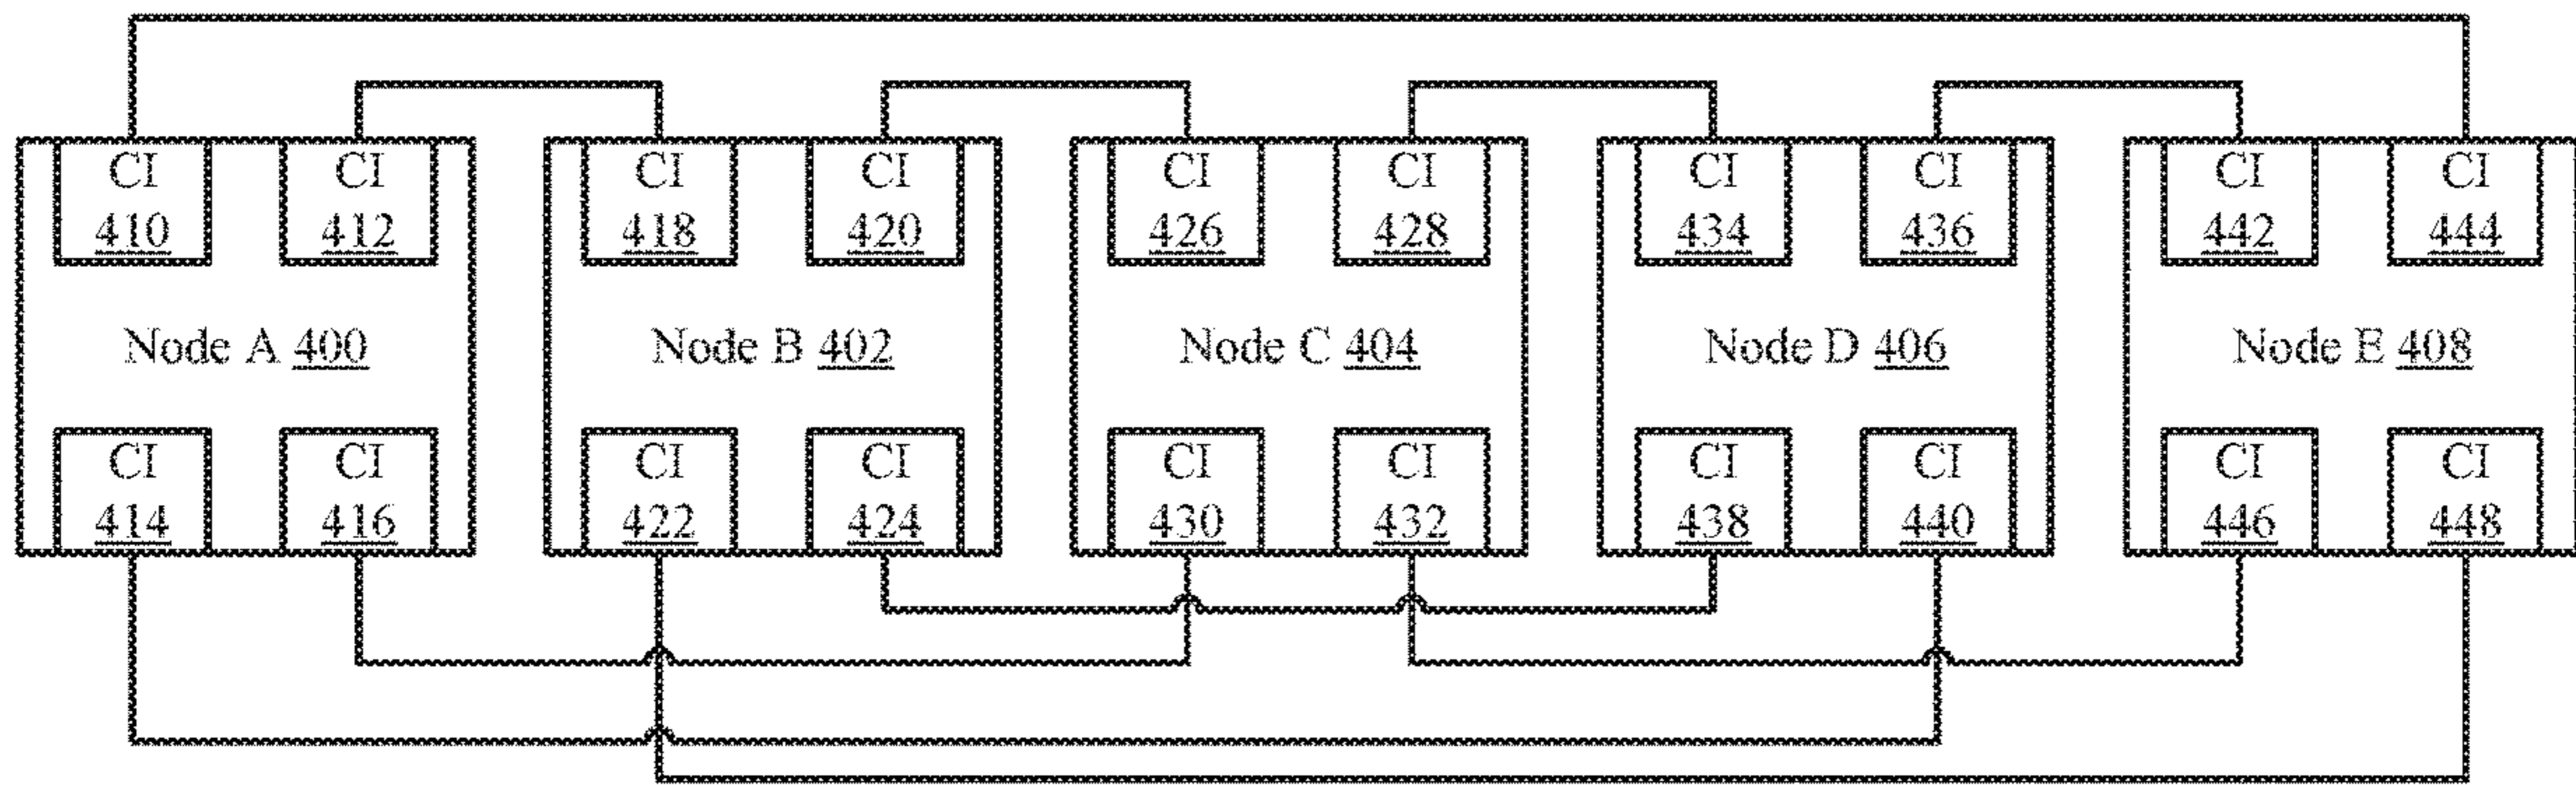 CI CI CI CI CI CI CI CI CI CI
410 412 418 420 426 428 434 436 442 444
Node A 400 Node B 402 Node C 404 Node D 406 Node E 408
CI CI CI CI CI CI CI CI CI CI
414 416 422 424 430 432 438 440 446 448